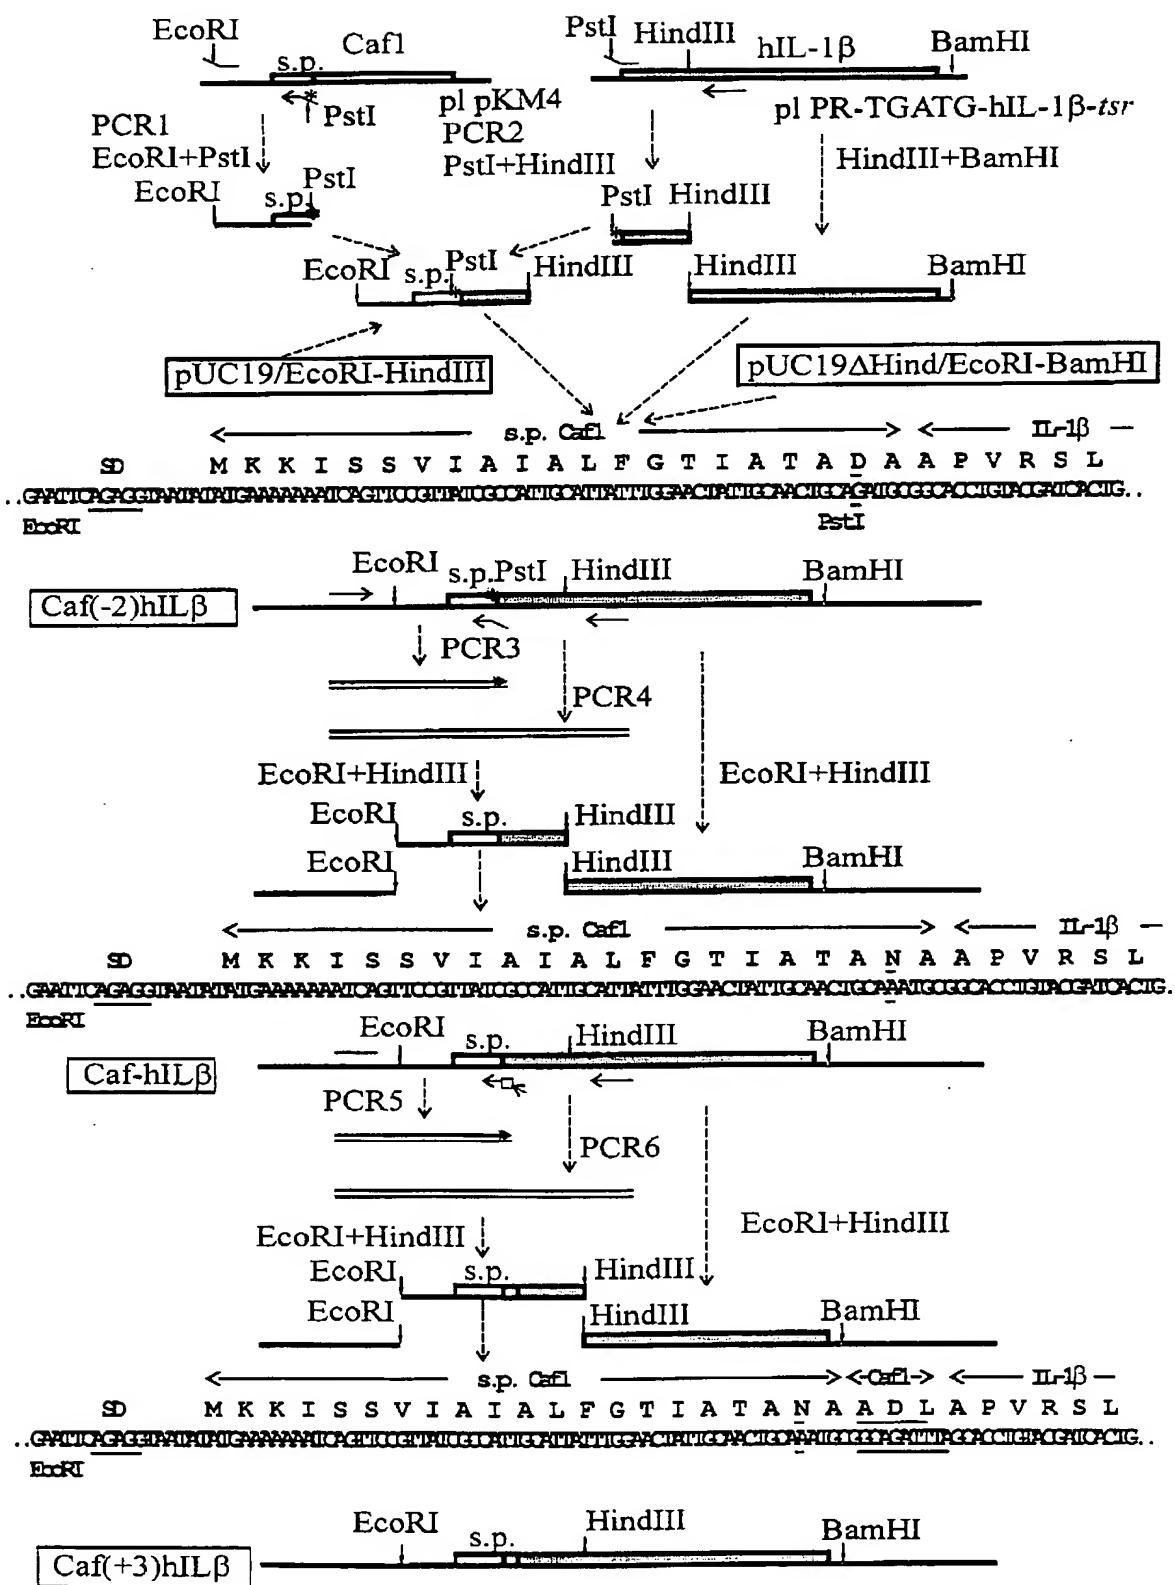 EcoRI Caf1 PstI HindIII hIL-1β BamHI
s.p.
PstI pl pKM4 pl PR-TGATG-hIL-1β-tsr
PCR1 PCR2
EcoRI+PstI PstI+HindIII HindIII+BamHI
EcoRI s.p. PstI PstI HindIII
EcoRI s.p. PstI HindIII HindIII BamHI
pUC19/EcoRI-HindIII pUC19ΔHind/EcoRI-BamHI
s.p. Caf1 IL-1β
SD M K K I S S V I A I A L F G T I A T A D A A P V R S L
..GAATTCAGAGGTAATATATGAAAAAAATCAGTTCCGTTATCGCCATTGCATTATTTGGAACTATTGCAACTGCAGATGCGGCACCTGTACGATCACTG..
EcoRI PstI
EcoRI s.p. PstI HindIII BamHI
Caf(-2)hILβ
PCR3
PCR4
EcoRI+HindIII EcoRI+HindIII
EcoRI s.p. HindIII
EcoRI HindIII BamHI
s.p. Caf1 IL-1β
SD M K K I S S V I A I A L F G T I A T A N A A P V R S L
..GAATTCAGAGGTAATATATGAAAAAAATCAGTTCCGTTATCGCCATTGCATTATTTGGAACTATTGCAACTGCAAATGCGGCACCTGTACGATCACTG..
EcoRI
EcoRI s.p. HindIII BamHI
Caf-hILβ
PCR5
PCR6
EcoRI+HindIII EcoRI+HindIII
EcoRI s.p. HindIII
EcoRI HindIII BamHI
s.p. Caf1 Caf1 IL-1β
SD M K K I S S V I A I A L F G T I A T A N A A D L A P V R S L
..GAATTCAGAGGTAATATATGAAAAAAATCAGTTCCGTTATCGCCATTGCATTATTTGGAACTATTGCAACTGCAAATGCGGCAGATTTAGCACCTGTACGATCACTG..
EcoRI
EcoRI s.p. HindIII BamHI
Caf(+3)hILβ